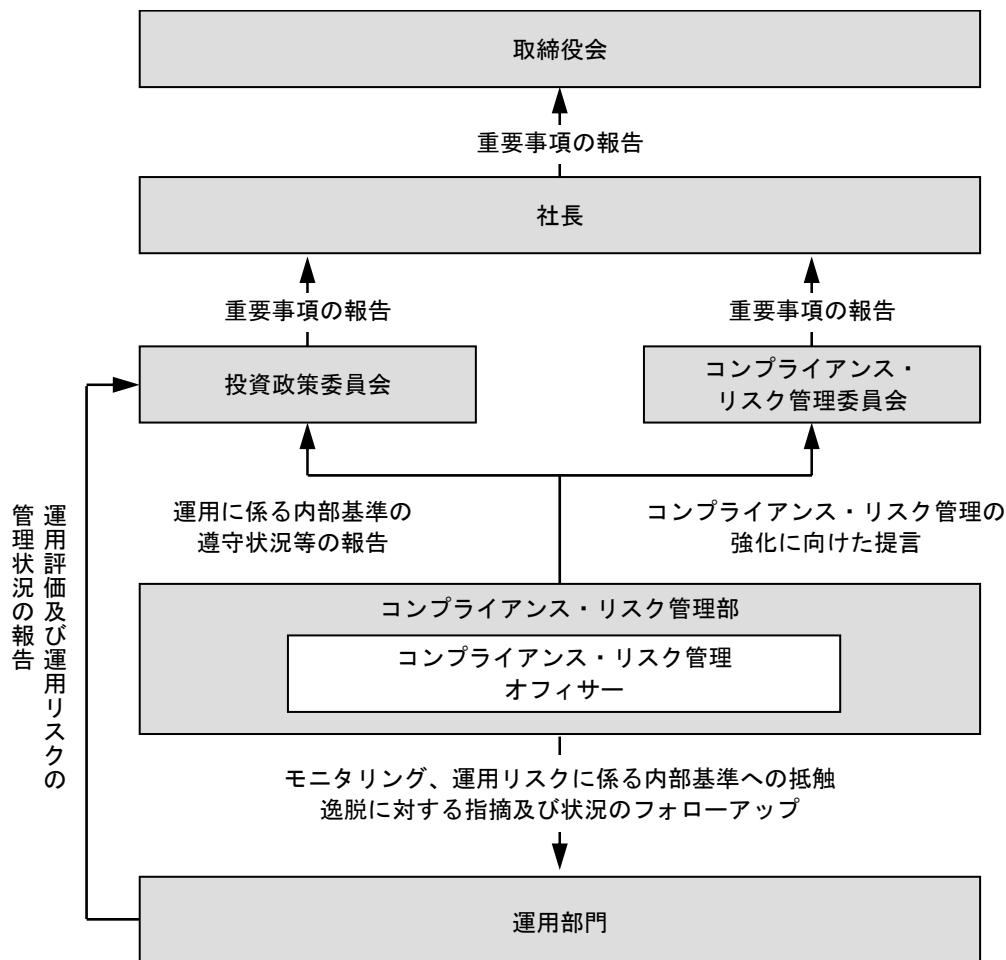 取締役会
重要事項の報告
社長
重要事項の報告
重要事項の報告
投資政策委員会
コンプライアンス・
リスク管理委員会
運用に係る内部基準の
遵守状況等の報告
コンプライアンス・リスク管理の
強化に向けた提言
運用評価及び運用リスクの
管理状況の報告
コンプライアンス・リスク管理部
コンプライアンス・リスク管理
オフィサー
モニタリング、運用リスクに係る内部基準への抵触
逸脱に対する指摘及び状況のフォローアップ
運用部門